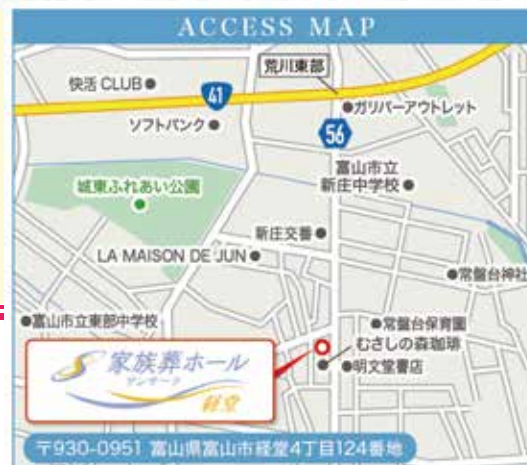 ACCESS MAP
荒川東部
快活 CLUB
41
ガリバーアウトレット
ソフトバンク
56
富山市立
新庄中学校
城東ふれあい公園
新庄交番
LA MAISON DE JUN
常盤台神社
富山市立東部中学校
常盤台保育園
むさしの森珈琲
明文堂書店
家族葬ホール
サンサーラ
経堂
〒930-0951 富山県富山市経堂4丁目124番地